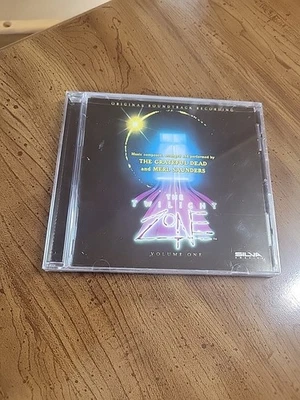 ORIGINAL SOUNDTRACK RECORDING
Music composed and performed by
THE GRATEFUL DEAD
and MERL SAUNDERS
THE
TWILIGHT
ZONE
VOLUME ONE
SILVA